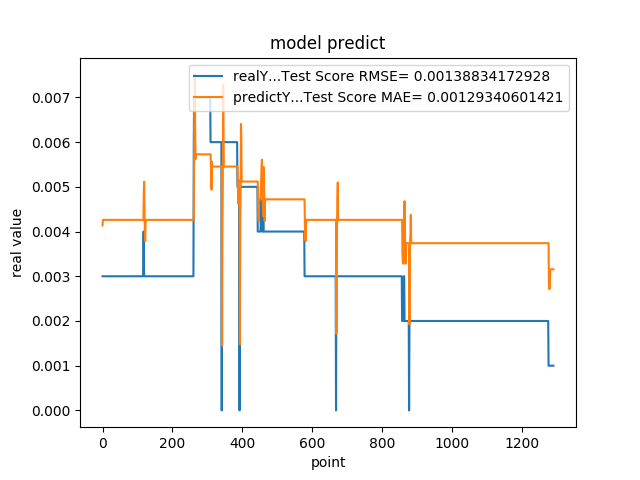 model predict
realY...Test Score RMSE= 0.00138834172928
predictY...Test Score MAE= 0.00129340601421
0.007
0.006
0.005
0.004
0.003
0.002
0.001
0.000
real value
0 200 400 600 800 1000 1200
point